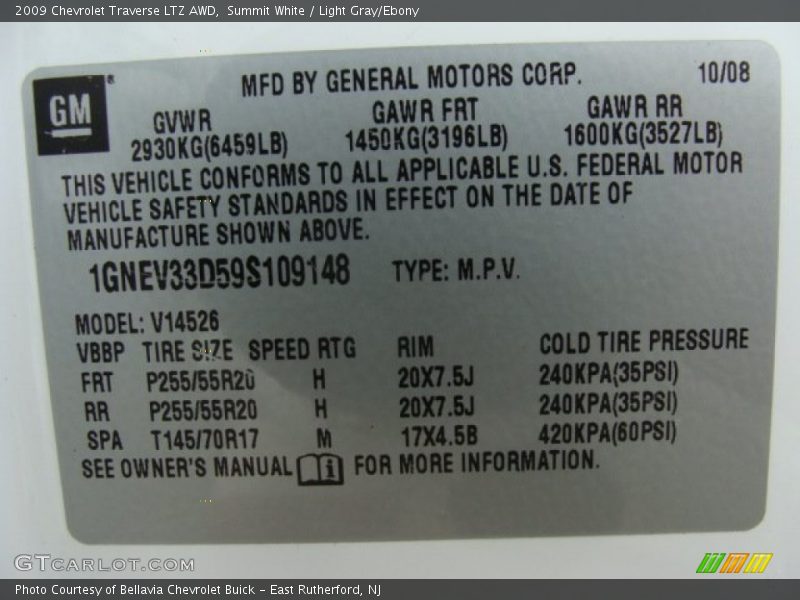 2009 Chevrolet Traverse LTZ AWD, Summit White / Light Gray/Ebony
GM
MFD BY GENERAL MOTORS CORP. 10/08
GVWR GAWR FRT GAWR RR
2930KG(6459LB) 1450KG(3196LB) 1600KG(3527LB)
THIS VEHICLE CONFORMS TO ALL APPLICABLE U.S. FEDERAL MOTOR
VEHICLE SAFETY STANDARDS IN EFFECT ON THE DATE OF
MANUFACTURE SHOWN ABOVE.
1GNEV33D59S109148 TYPE: M.P.V.
MODEL: V14526
VBBP TIRE SIZE SPEED RTG RIM COLD TIRE PRESSURE
FRT P255/55R20 H 20X7.5J 240KPA(35PSI)
RR P255/55R20 H 20X7.5J 240KPA(35PSI)
SPA T145/70R17 M 17X4.5B 420KPA(60PSI)
SEE OWNER'S MANUAL i FOR MORE INFORMATION.
GTCARLOT.COM
Photo Courtesy of Bellavia Chevrolet Buick - East Rutherford, NJ